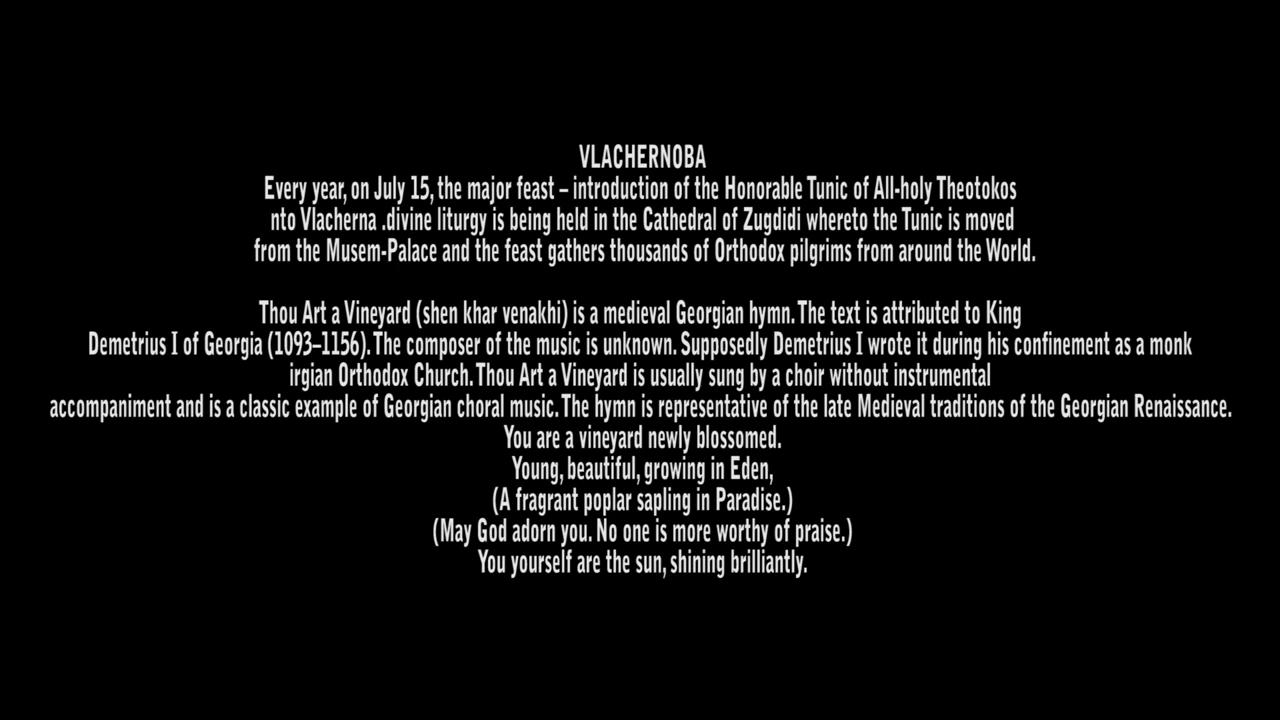 VLACHERNOBA
Every year, on July 15, the major feast – introduction of the Honorable Tunic of All-holy Theotokos
nto Vlacherna .divine liturgy is being held in the Cathedral of Zugdidi whereto the Tunic is moved
from the Musem-Palace and the feast gathers thousands of Orthodox pilgrims from around the World.
Thou Art a Vineyard (shen khar venakhi) is a medieval Georgian hymn. The text is attributed to King
Demetrius I of Georgia (1093–1156). The composer of the music is unknown. Supposedly Demetrius I wrote it during his confinement as a monk
irgian Orthodox Church. Thou Art a Vineyard is usually sung by a choir without instrumental
accompaniment and is a classic example of Georgian choral music. The hymn is representative of the late Medieval traditions of the Georgian Renaissance.
You are a vineyard newly blossomed.
Young, beautiful, growing in Eden,
(A fragrant poplar sapling in Paradise.)
(May God adorn you. No one is more worthy of praise.)
You yourself are the sun, shining brilliantly.